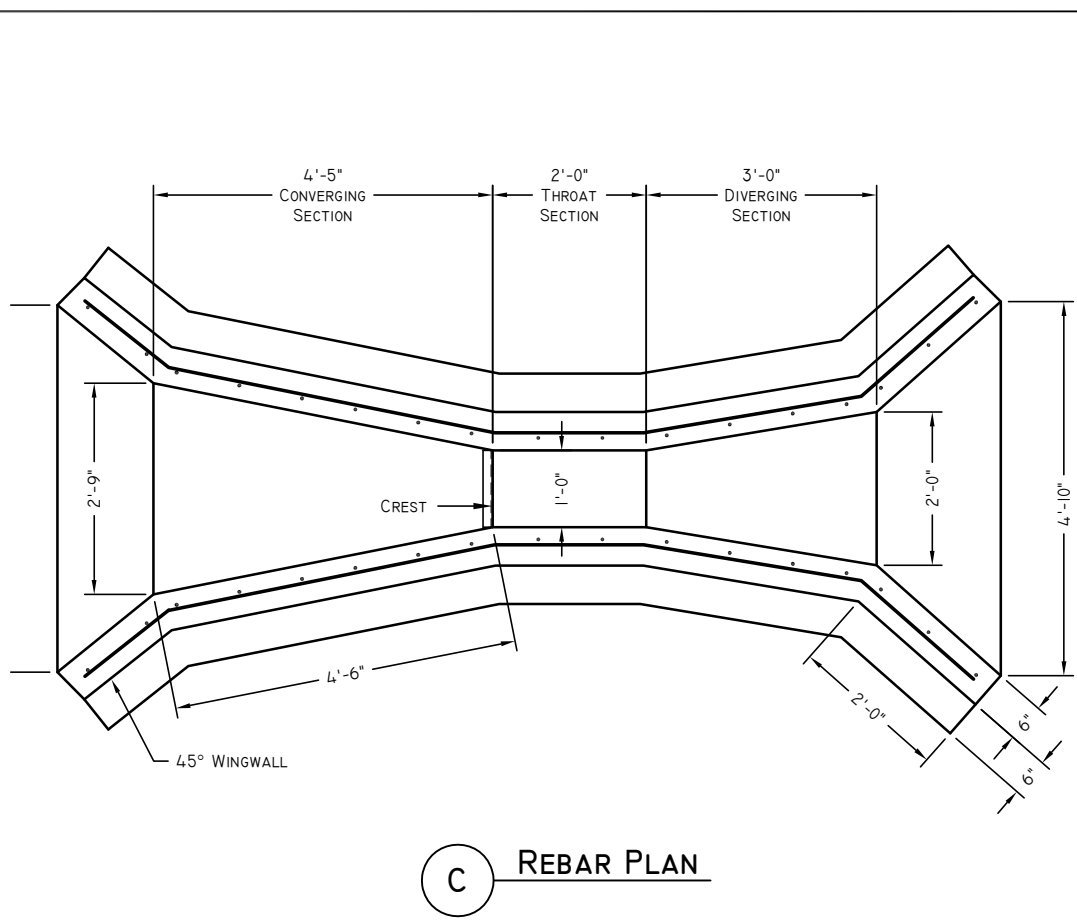 4'-5"
CONVERGING
SECTION
2'-0"
THROAT
SECTION
3'-0"
DIVERGING
SECTION
2'-9"
CREST
1'-0"
2'-0"
4'-10"
4'-6"
2'-0"
6"
6"
45° WINGWALL
C
REBAR PLAN